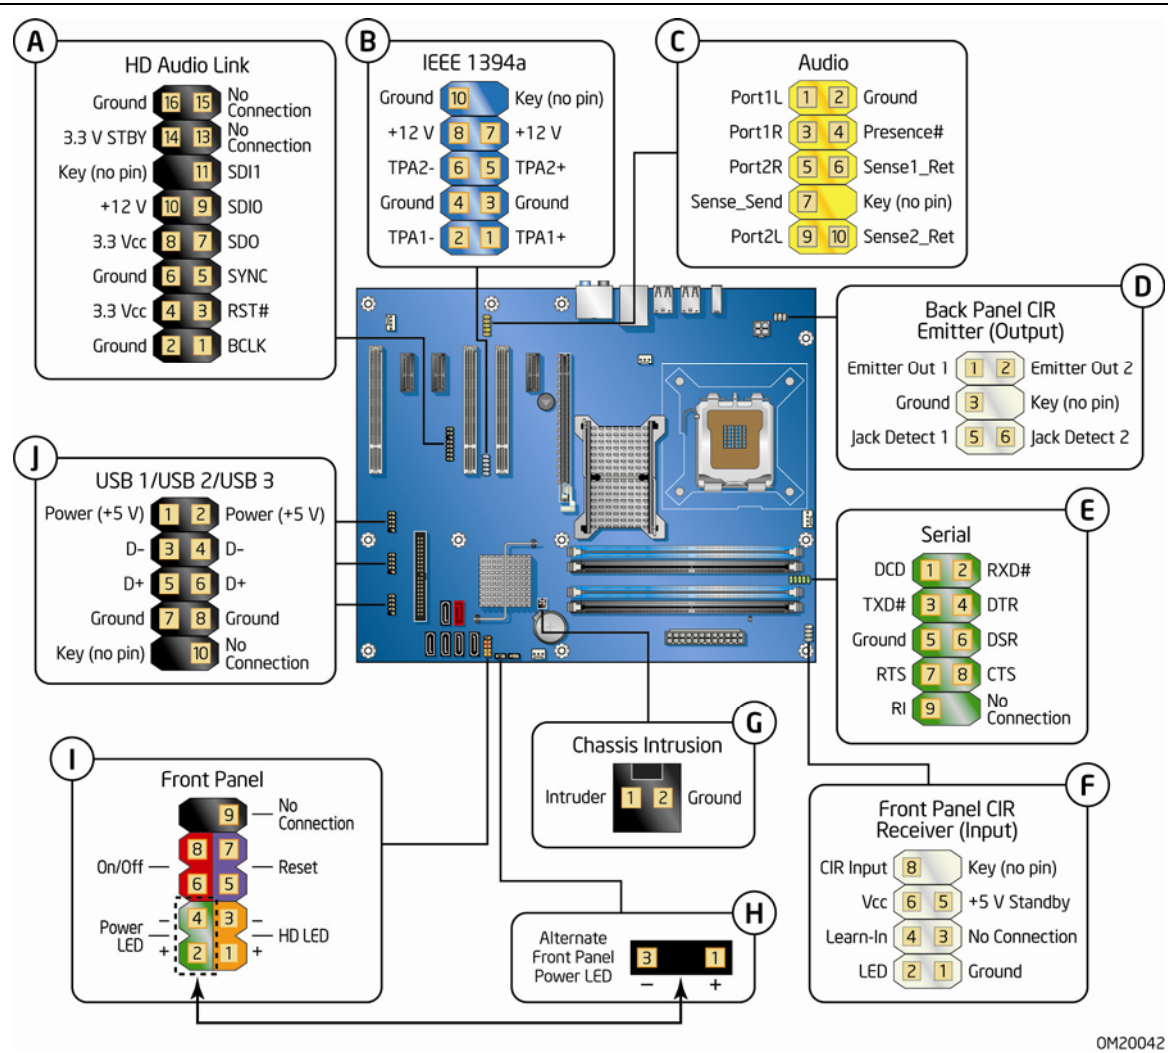 A
HD Audio Link
Ground 16 15 No Connection
3.3 V STBY 14 13 No Connection
Key (no pin) 11 SDI1
+12 V 10 9 SDI0
3.3 Vcc 8 7 SDO
Ground 6 5 SYNC
3.3 Vcc 4 3 RST#
Ground 2 1 BCLK
B
IEEE 1394a
Ground 10 Key (no pin)
+12 V 8 7 +12 V
TPA2- 6 5 TPA2+
Ground 4 3 Ground
TPA1- 2 1 TPA1+
C
Audio
Port1L 1 2 Ground
Port1R 3 4 Presence#
Port2R 5 6 Sense1_Ret
Sense_Send 7 Key (no pin)
Port2L 9 10 Sense2_Ret
D
Back Panel CIR
Emitter (Output)
Emitter Out 1 1 2 Emitter Out 2
Ground 3 Key (no pin)
Jack Detect 1 5 6 Jack Detect 2
J
USB 1/USB 2/USB 3
Power (+5 V) 1 2 Power (+5 V)
D- 3 4 D-
D+ 5 6 D+
Ground 7 8 Ground
Key (no pin) 10 No Connection
E
Serial
DCD 1 2 RXD#
TXD# 3 4 DTR
Ground 5 6 DSR
RTS 7 8 CTS
RI 9 No Connection
G
Chassis Intrusion
Intruder 1 2 Ground
I
Front Panel
9 No Connection
8 7
On/Off Reset
6 5
- 4 3 -
Power LED HD LED
+ 2 1 +
F
Front Panel CIR
Receiver (Input)
CIR Input 8 Key (no pin)
Vcc 6 5 +5 V Standby
Learn-In 4 3 No Connection
LED 2 1 Ground
H
Alternate
Front Panel
Power LED
3 1
- +
OM20042